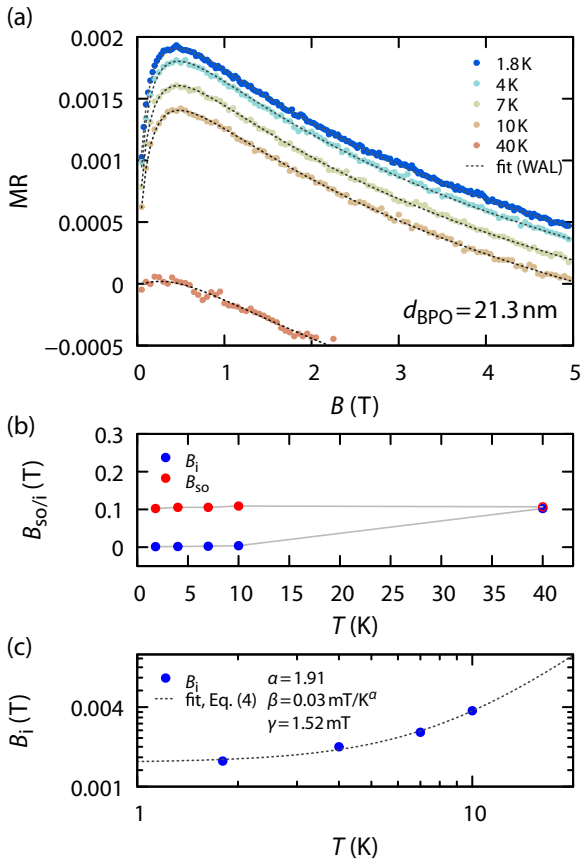 (a)
0.002
0.0015
0.001
0.0005
0
−0.0005
MR
1.8 K
4 K
7 K
10 K
40 K
fit (WAL)
d_BPO = 21.3 nm
0 1 2 3 4 5
B (T)
(b)
0.3
0.2
0.1
0
B_so/i (T)
B_i
B_so
0 5 10 15 20 25 30 35 40 45
T (K)
(c)
B_i α = 1.91
fit, Eq. (4) β = 0.03 mT/K^α
γ = 1.52 mT
0.004
0.001
B_i (T)
1 10
T (K)